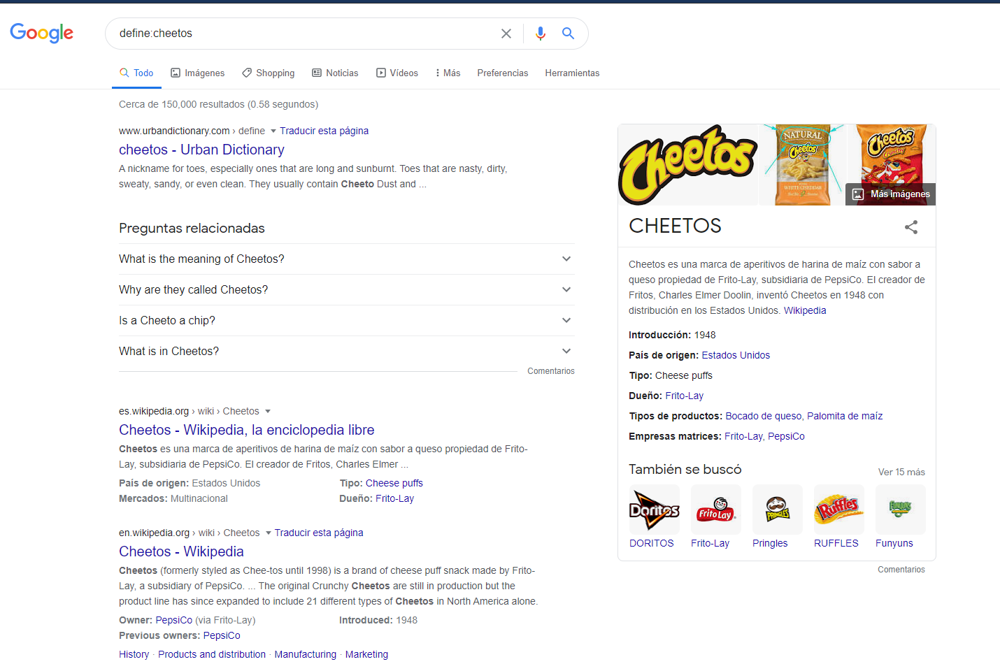 Google
define:cheetos
Todo
Imágenes
Shopping
Noticias
Vídeos
Más
Preferencias
Herramientas
Cerca de 150,000 resultados (0.58 segundos)
www.urbandictionary.com › define Traducir esta página
cheetos - Urban Dictionary
A nickname for toes, especially ones that are long and sunburnt. Toes that are nasty, dirty,
sweaty, sandy, or even clean. They usually contain Cheeto Dust and ...
Preguntas relacionadas
What is the meaning of Cheetos?
Why are they called Cheetos?
Is a Cheeto a chip?
What is in Cheetos?
Comentarios
es.wikipedia.org › wiki › Cheetos
Cheetos - Wikipedia, la enciclopedia libre
Cheetos es una marca de aperitivos de harina de maíz con sabor a queso propiedad de Frito-
Lay, subsidiaria de PepsiCo. El creador de Fritos, Charles Elmer ...
País de origen: Estados Unidos
Tipo: Cheese puffs
Mercados: Multinacional
Dueño: Frito-Lay
en.wikipedia.org › wiki › Cheetos Traducir esta página
Cheetos - Wikipedia
Cheetos (formerly styled as Chee-tos until 1998) is a brand of cheese puff snack made by Frito-
Lay, a subsidiary of PepsiCo. ... The original Crunchy Cheetos are still in production but the
product line has since expanded to include 21 different types of Cheetos in North America alone.
Owner: PepsiCo (via Frito-Lay)
Introduced: 1948
Previous owners: PepsiCo
History · Products and distribution · Manufacturing · Marketing
Cheetos
NATURAL
Cheetos
WHITE CHEDDAR
Cheetos
Crunchy
Más imágenes
CHEETOS
Cheetos es una marca de aperitivos de harina de maíz con sabor a
queso propiedad de Frito-Lay, subsidiaria de PepsiCo. El creador de
Fritos, Charles Elmer Doolin, inventó Cheetos en 1948 con
distribución en los Estados Unidos. Wikipedia
Introducción: 1948
País de origen: Estados Unidos
Tipo: Cheese puffs
Dueño: Frito-Lay
Tipos de productos: Bocado de queso, Palomita de maíz
Empresas matrices: Frito-Lay, PepsiCo
También se buscó
Ver 15 más
Doritos
Frito Lay
PRINGLES
Ruffles
Funyuns
DORITOS
Frito-Lay
Pringles
RUFFLES
Funyuns
Comentarios